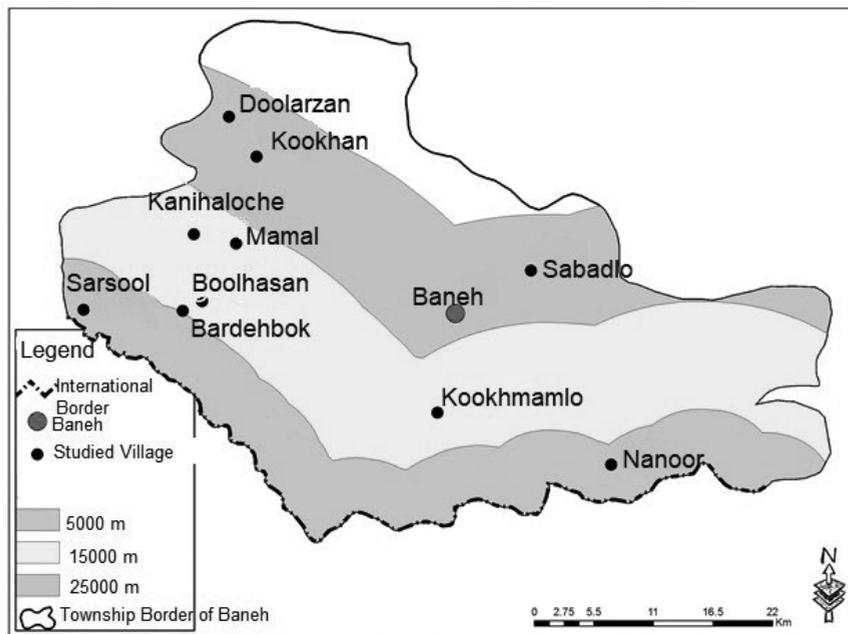 Doolarzan
Kookhan
Kanihaloche
Mamal
Sarsool
Boolhasan
Bardehbok
Baneh
Sabadlo
Kookhmamlo
Nanoor
Legend
International
Border
Baneh
Studied Village
5000 m
15000 m
25000 m
Township Border of Baneh
N
0 2.75 5.5 11 16.5 22
Km